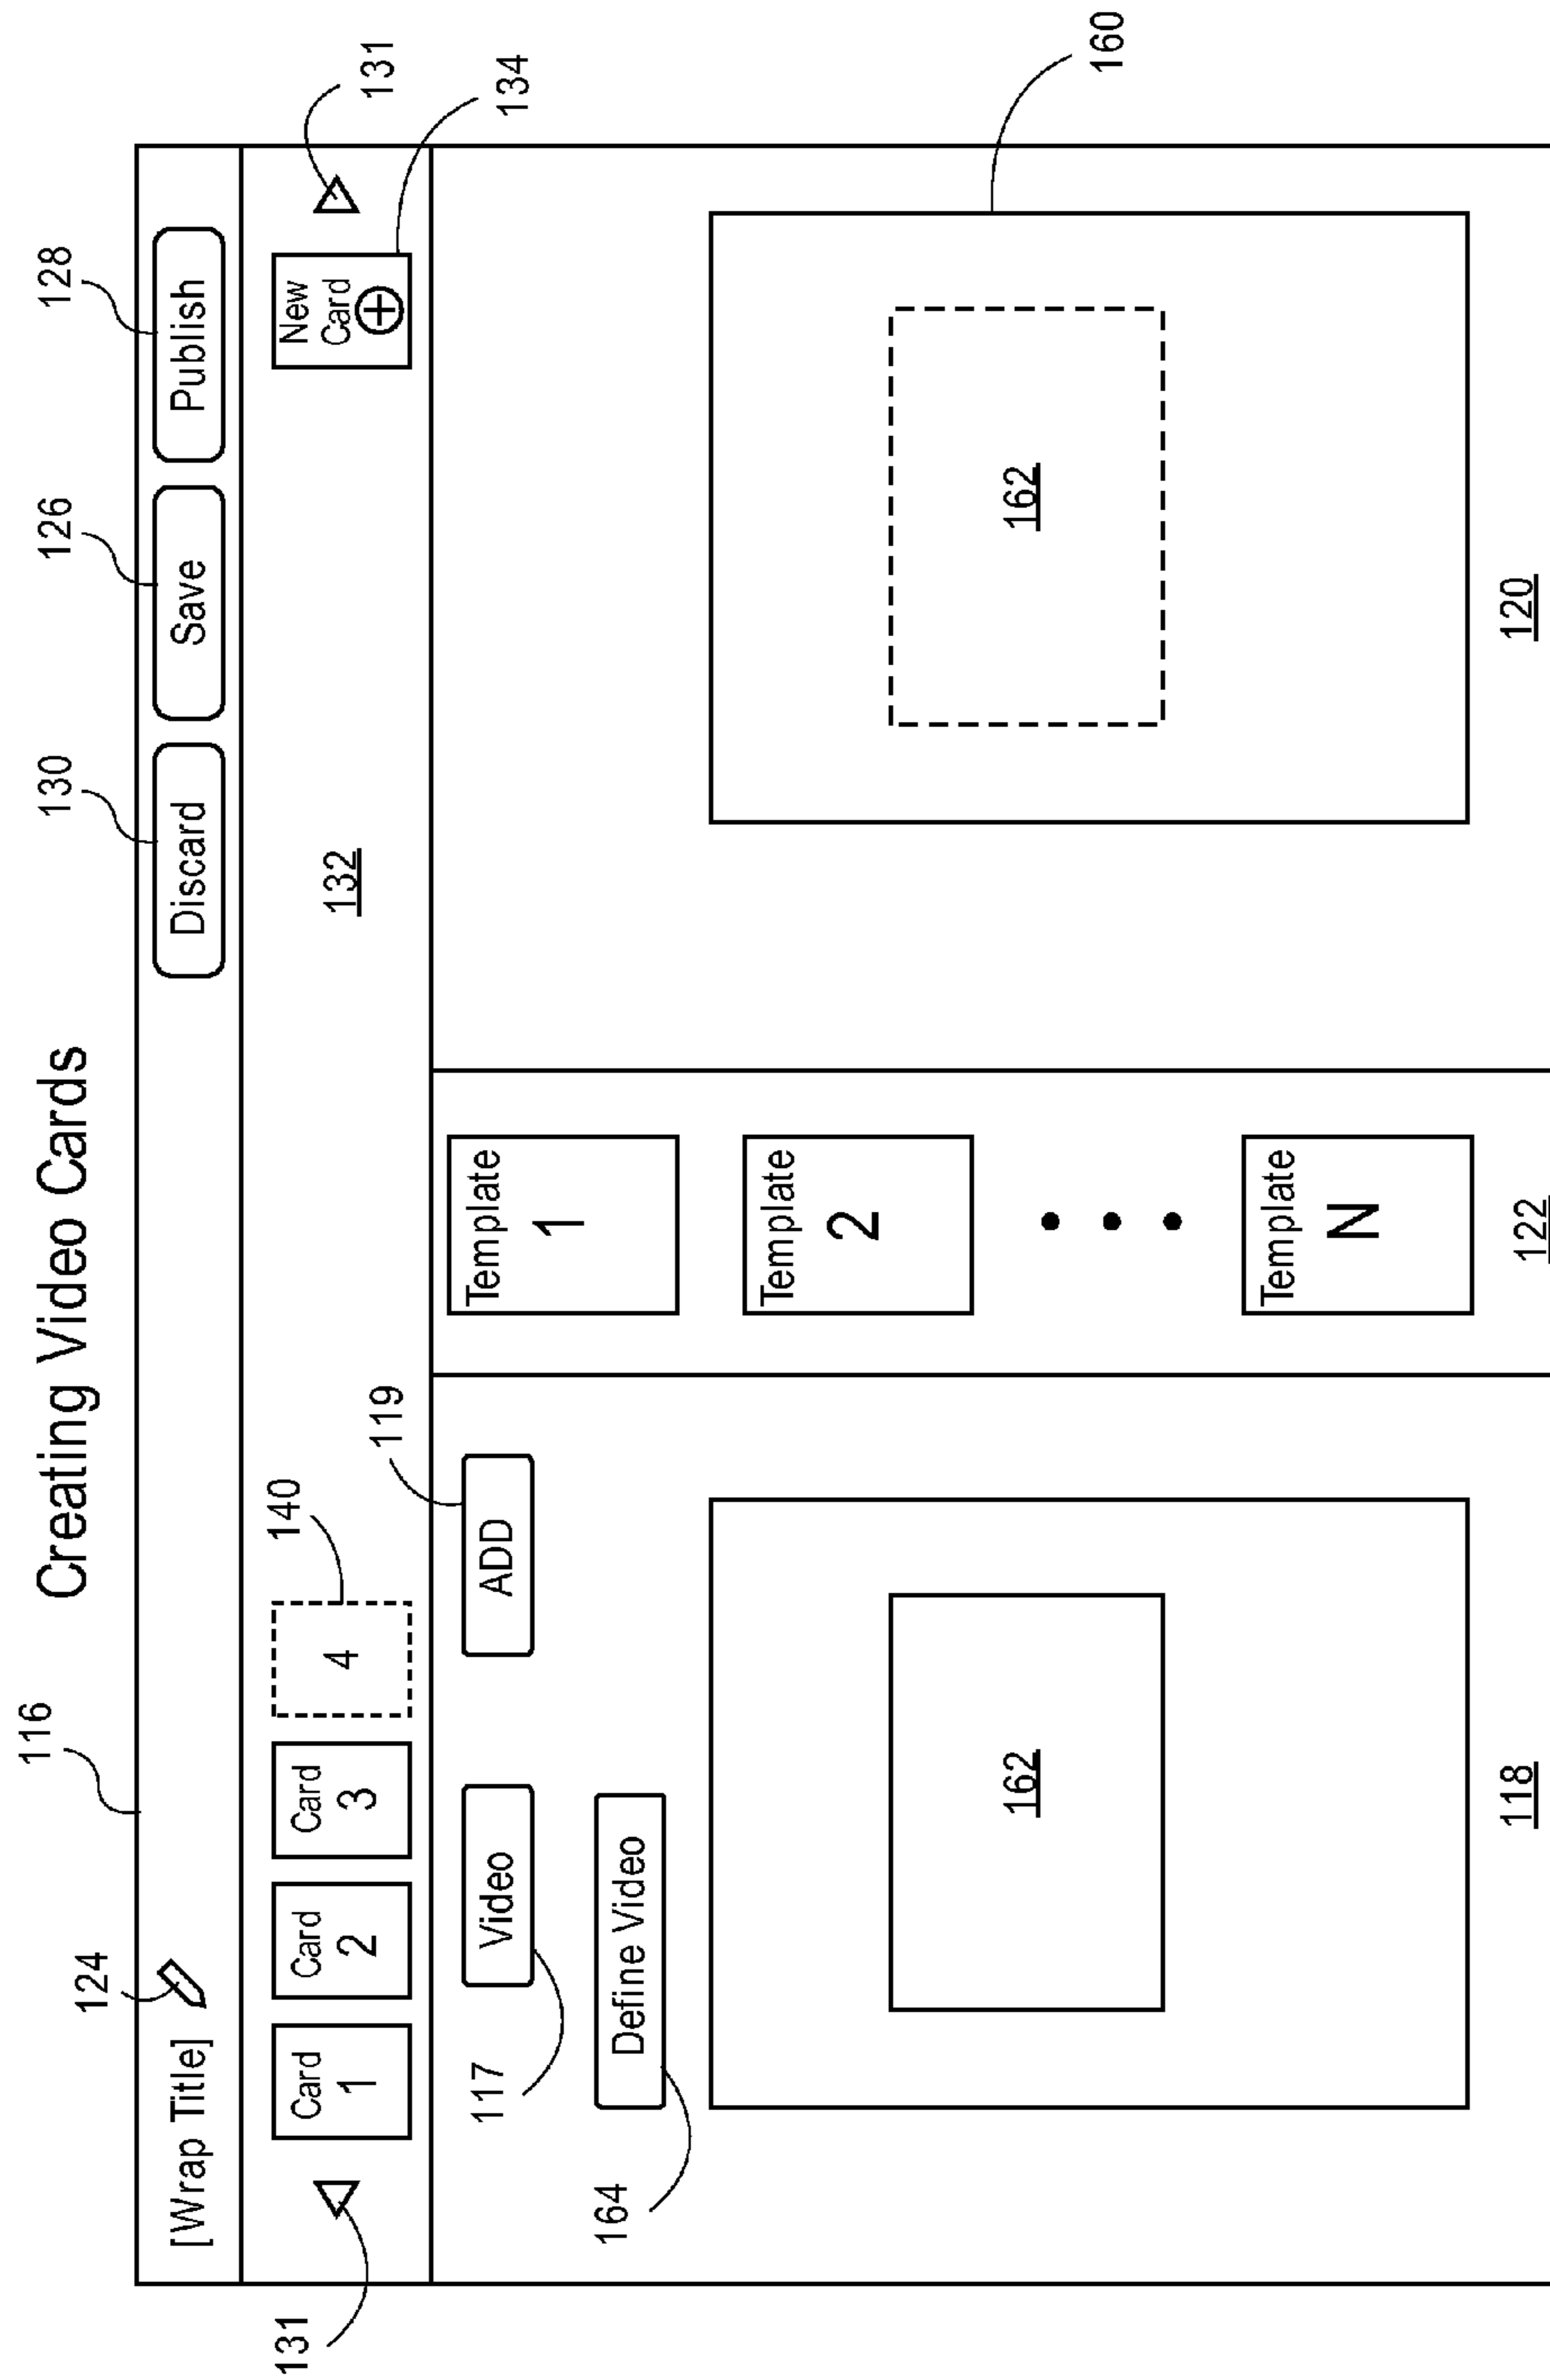 Creating Video Cards
116
124
130
126
128
[Wrap Title]
Discard
Save
Publish
131
131
Card
1
Card
2
Card
3
4
140
132
New
Card
134
117
Video
ADD
119
164
Define Video
Template
1
Template
2
Template
N
162
162
160
118
122
120